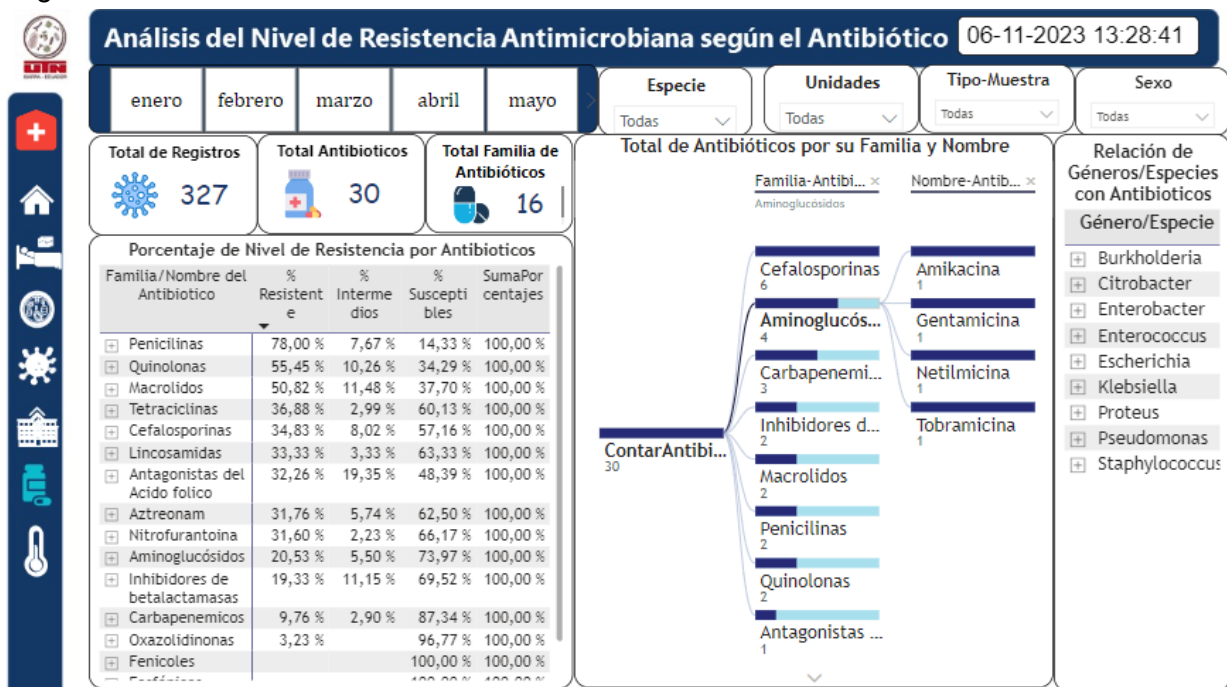 UTN
IBARRA - ECUADOR
Análisis del Nivel de Resistencia Antimicrobiana según el Antibiótico
06-11-2023 13:28:41
enero febrero marzo abril mayo
Especie
Todas
Unidades
Todas
Tipo-Muestra
Todas
Sexo
Todas
Total de Registros
327
Total Antibioticos
30
Total Familia de
Antibióticos
16
Porcentaje de Nivel de Resistencia por Antibioticos
Familia/Nombre del % % % SumaPor
Antibiotico Resistent Interme Suscepti centajes
e dios bles
Penicilinas 78,00 % 7,67 % 14,33 % 100,00 %
Quinolonas 55,45 % 10,26 % 34,29 % 100,00 %
Macrolidos 50,82 % 11,48 % 37,70 % 100,00 %
Tetraciclinas 36,88 % 2,99 % 60,13 % 100,00 %
Cefalosporinas 34,83 % 8,02 % 57,16 % 100,00 %
Lincosamidas 33,33 % 3,33 % 63,33 % 100,00 %
Antagonistas del 32,26 % 19,35 % 48,39 % 100,00 %
Acido folico
Aztreonam 31,76 % 5,74 % 62,50 % 100,00 %
Nitrofurantoina 31,60 % 2,23 % 66,17 % 100,00 %
Aminoglucósidos 20,53 % 5,50 % 73,97 % 100,00 %
Inhibidores de 19,33 % 11,15 % 69,52 % 100,00 %
betalactamasas
Carbapenemicos 9,76 % 2,90 % 87,34 % 100,00 %
Oxazolidinonas 3,23 % 96,77 % 100,00 %
Fenicoles 100,00 % 100,00 %
Total de Antibióticos por su Familia y Nombre
Familia-Antibi... × Nombre-Antib... ×
Aminoglucósidos
ContarAntibi...
30
Cefalosporinas
6
Aminoglucós...
4
Carbapenemi...
3
Inhibidores d...
2
Macrolidos
2
Penicilinas
2
Quinolonas
2
Antagonistas ...
1
Amikacina
1
Gentamicina
1
Netilmicina
1
Tobramicina
1
Relación de
Géneros/Especies
con Antibioticos
Género/Especie
Burkholderia
Citrobacter
Enterobacter
Enterococcus
Escherichia
Klebsiella
Proteus
Pseudomonas
Staphylococcus